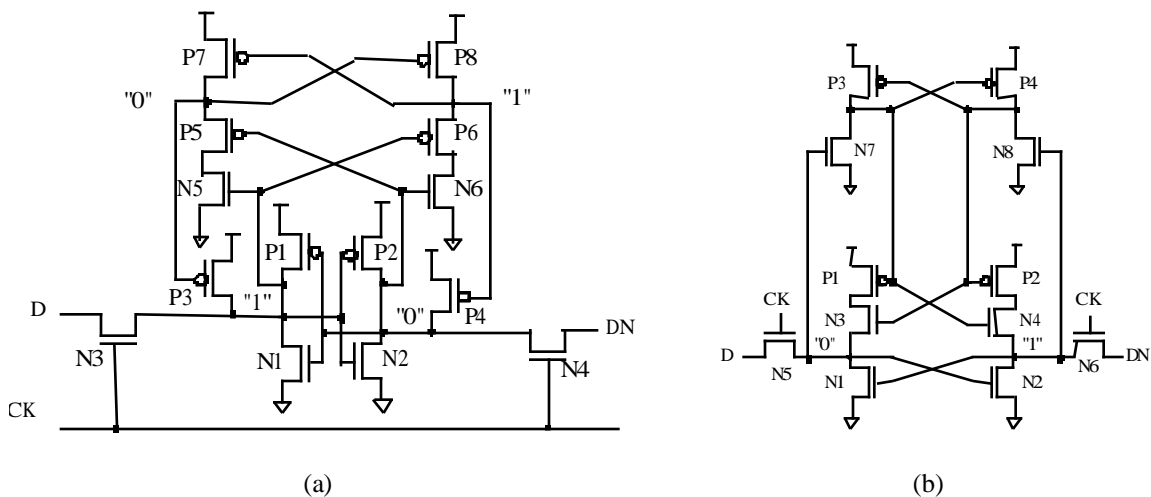 P7
P8
"0"
"1"
P5
P6
N5
N6
P1
P2
P3
"1"
"0"
P4
D
DN
N3
N1
N2
N4
CK
(a)
P3
P4
N7
N8
P1
P2
CK
N3
N4
CK
"0"
"1"
D
DN
N5
N6
N1
N2
(b)